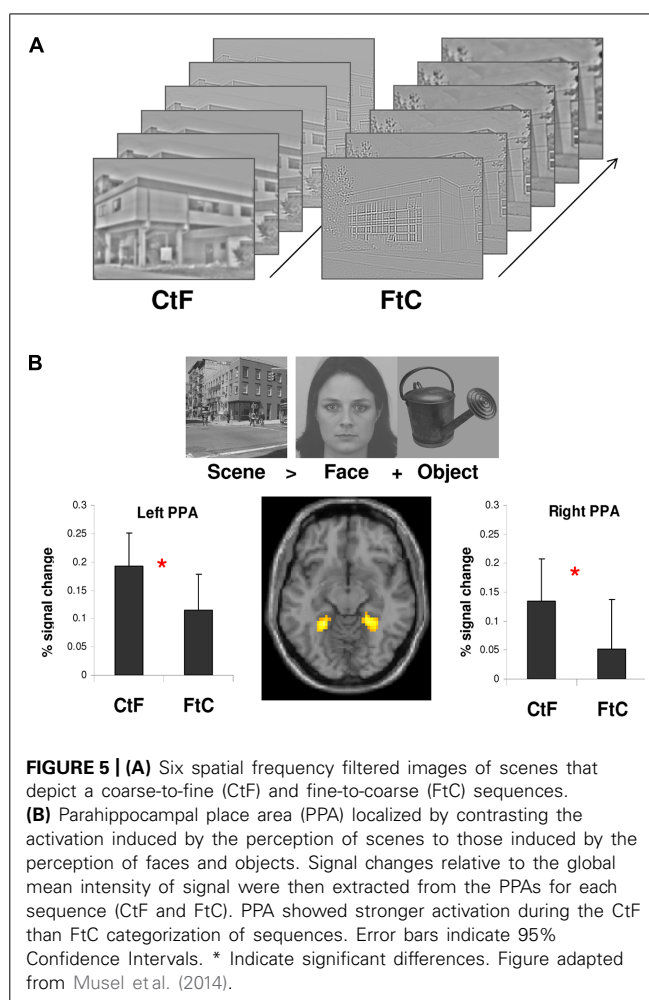 A
CtF
FtC
B
Scene > Face + Object
Left PPA
% signal change
0.3
0.25
0.2
0.15
0.1
0.05
0
*
CtF FtC
Right PPA
% signal change
0.3
0.25
0.2
0.15
0.1
0.05
0
*
CtF FtC
FIGURE 5 | (A) Six spatial frequency filtered images of scenes that
depict a coarse-to-fine (CtF) and fine-to-coarse (FtC) sequences.
(B) Parahippocampal place area (PPA) localized by contrasting the
activation induced by the perception of scenes to those induced by the
perception of faces and objects. Signal changes relative to the global
mean intensity of signal were then extracted from the PPAs for each
sequence (CtF and FtC). PPA showed stronger activation during the CtF
than FtC categorization of sequences. Error bars indicate 95%
Confidence Intervals. * Indicate significant differences. Figure adapted
from Musel et al. (2014).